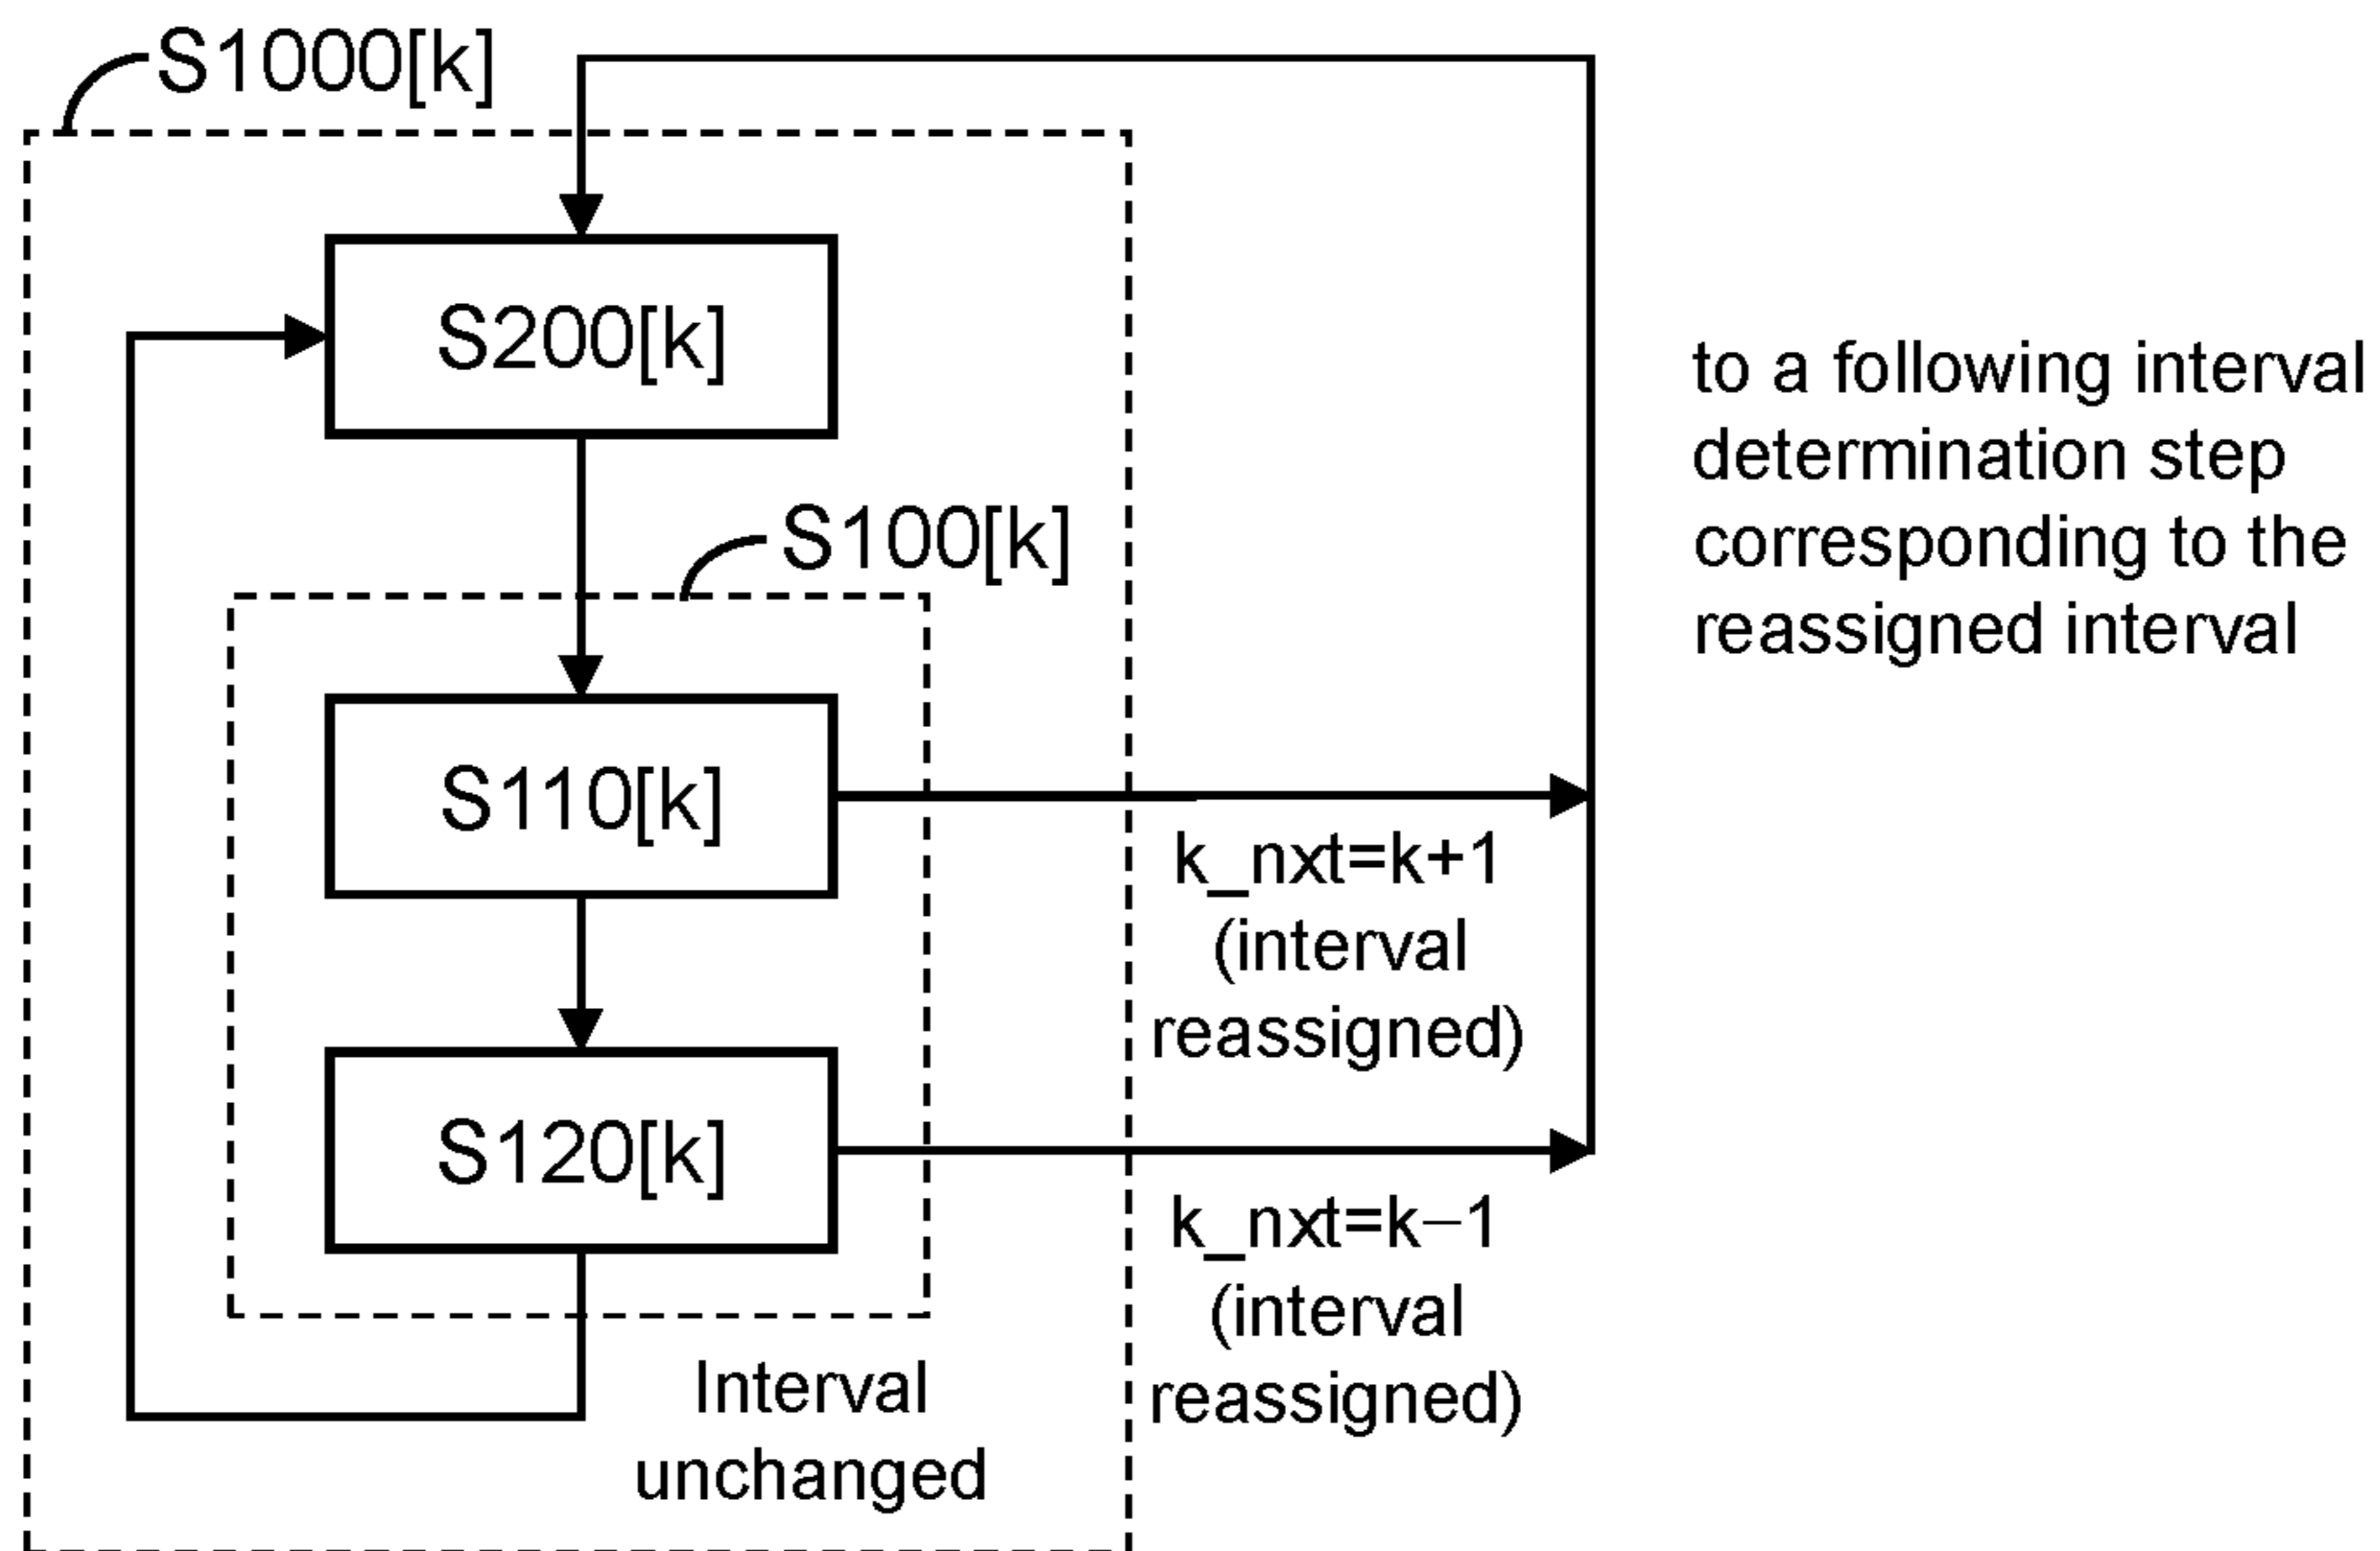 S1000[k]
S200[k]
to a following interval
determination step
corresponding to the
reassigned interval
S100[k]
S110[k]
k_nxt=k+1
(interval
reassigned)
S120[k]
k_nxt=k−1
(interval
reassigned)
Interval
unchanged